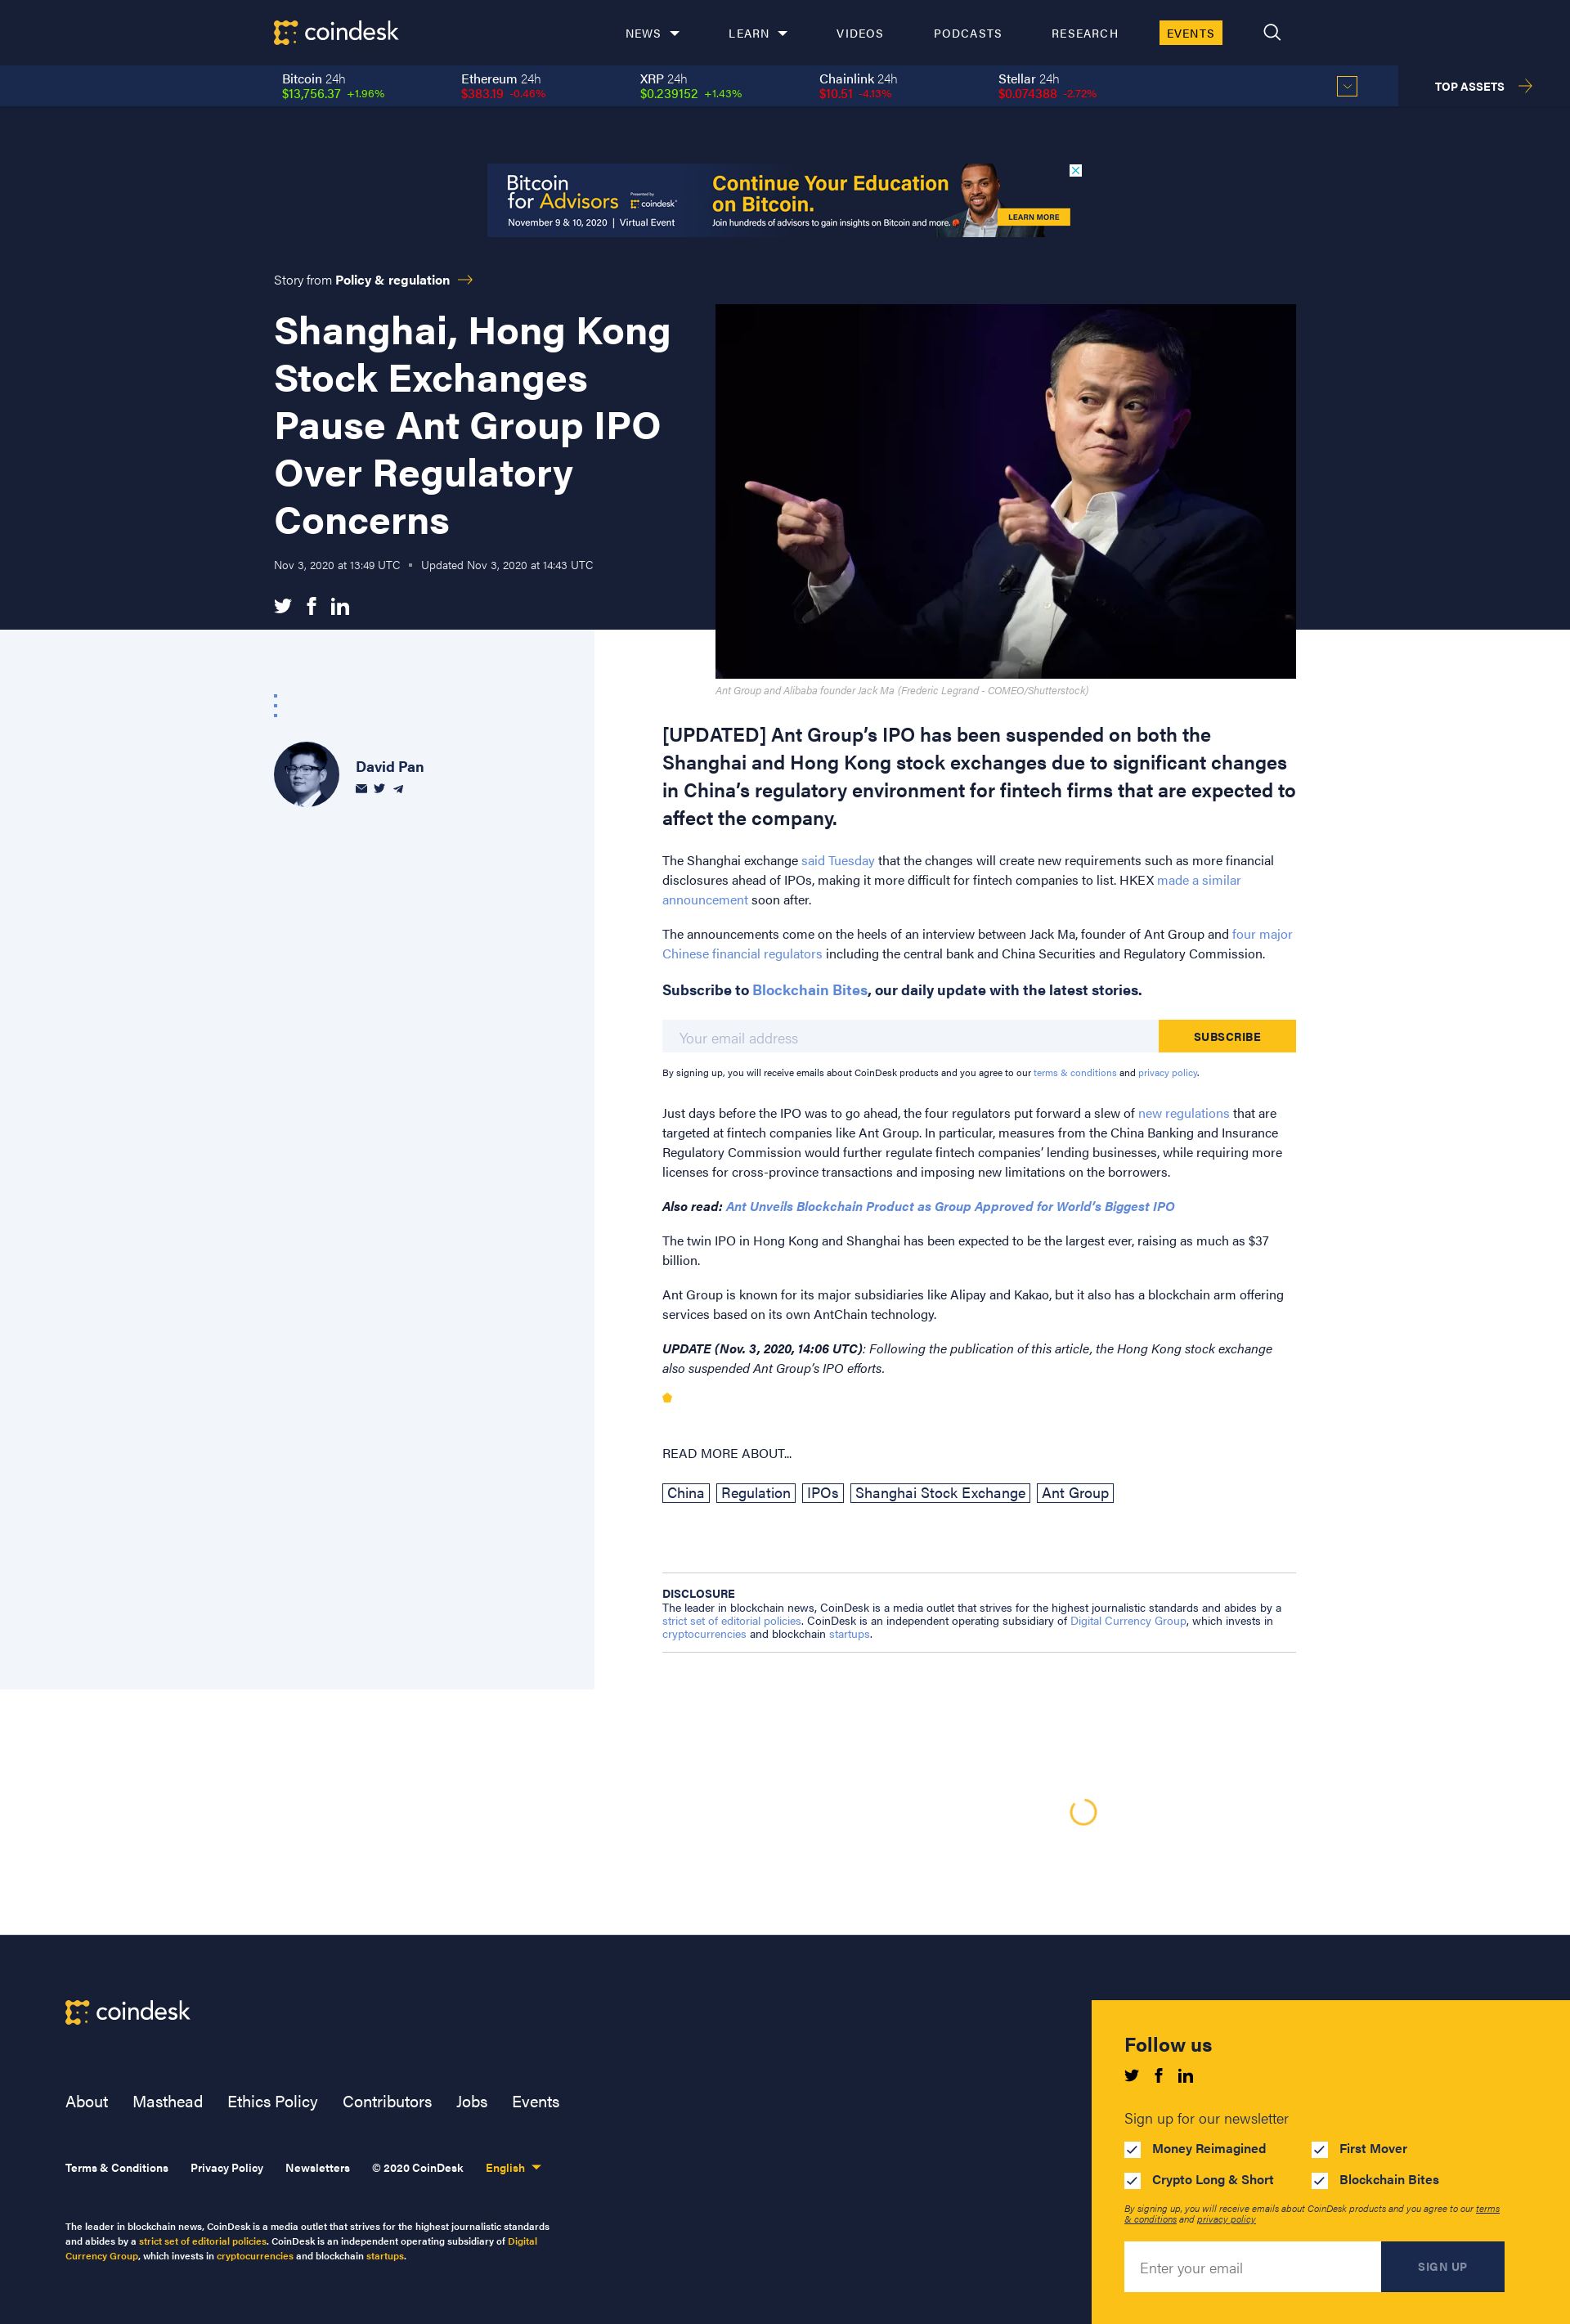 coindesk
NEWS
LEARN
VIDEOS
PODCASTS
RESEARCH
EVENTS
Bitcoin 24h
$13,756.37 +1.96%
Ethereum 24h
$383.19 -0.46%
XRP 24h
$0.239152 +1.43%
Chainlink 24h
$10.51 -4.13%
Stellar 24h
$0.074388 -2.72%
TOP ASSETS
Bitcoin
for Advisors
Presented by
coindesk
November 9 & 10, 2020 | Virtual Event
Continue Your Education
on Bitcoin.
Join hundreds of advisors to gain insights on Bitcoin and more.
LEARN MORE
Story from Policy & regulation
Shanghai, Hong Kong
Stock Exchanges
Pause Ant Group IPO
Over Regulatory
Concerns
Nov 3, 2020 at 13:49 UTC ▪ Updated Nov 3, 2020 at 14:43 UTC
Ant Group and Alibaba founder Jack Ma (Frederic Legrand - COMEO/Shutterstock)
David Pan
[UPDATED] Ant Group’s IPO has been suspended on both the
Shanghai and Hong Kong stock exchanges due to significant changes
in China’s regulatory environment for fintech firms that are expected to
affect the company.
The Shanghai exchange said Tuesday that the changes will create new requirements such as more financial
disclosures ahead of IPOs, making it more difficult for fintech companies to list. HKEX made a similar
announcement soon after.
The announcements come on the heels of an interview between Jack Ma, founder of Ant Group and four major
Chinese financial regulators including the central bank and China Securities and Regulatory Commission.
Subscribe to Blockchain Bites, our daily update with the latest stories.
Your email address
SUBSCRIBE
By signing up, you will receive emails about CoinDesk products and you agree to our terms & conditions and privacy policy.
Just days before the IPO was to go ahead, the four regulators put forward a slew of new regulations that are
targeted at fintech companies like Ant Group. In particular, measures from the China Banking and Insurance
Regulatory Commission would further regulate fintech companies’ lending businesses, while requiring more
licenses for cross-province transactions and imposing new limitations on the borrowers.
Also read: Ant Unveils Blockchain Product as Group Approved for World’s Biggest IPO
The twin IPO in Hong Kong and Shanghai has been expected to be the largest ever, raising as much as $37
billion.
Ant Group is known for its major subsidiaries like Alipay and Kakao, but it also has a blockchain arm offering
services based on its own AntChain technology.
UPDATE (Nov. 3, 2020, 14:06 UTC): Following the publication of this article, the Hong Kong stock exchange
also suspended Ant Group’s IPO efforts.
READ MORE ABOUT...
China
Regulation
IPOs
Shanghai Stock Exchange
Ant Group
DISCLOSURE
The leader in blockchain news, CoinDesk is a media outlet that strives for the highest journalistic standards and abides by a
strict set of editorial policies. CoinDesk is an independent operating subsidiary of Digital Currency Group, which invests in
cryptocurrencies and blockchain startups.
coindesk
About
Masthead
Ethics Policy
Contributors
Jobs
Events
Terms & Conditions
Privacy Policy
Newsletters
© 2020 CoinDesk
English
The leader in blockchain news, CoinDesk is a media outlet that strives for the highest journalistic standards
and abides by a strict set of editorial policies. CoinDesk is an independent operating subsidiary of Digital
Currency Group, which invests in cryptocurrencies and blockchain startups.
Follow us
Sign up for our newsletter
Money Reimagined
First Mover
Crypto Long & Short
Blockchain Bites
By signing up, you will receive emails about CoinDesk products and you agree to our terms
& conditions and privacy policy
Enter your email
SIGN UP